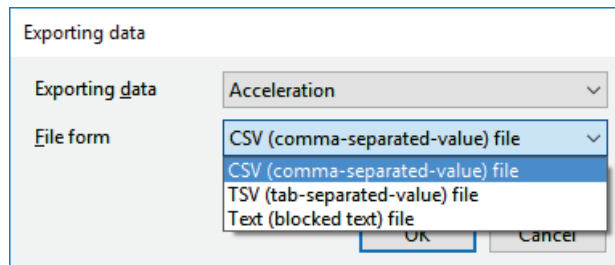 Exporting data
Exporting data Acceleration
File form CSV (comma-separated-value) file
CSV (comma-separated-value) file
TSV (tab-separated-value) file
Text (blocked text) file
OK Cancel